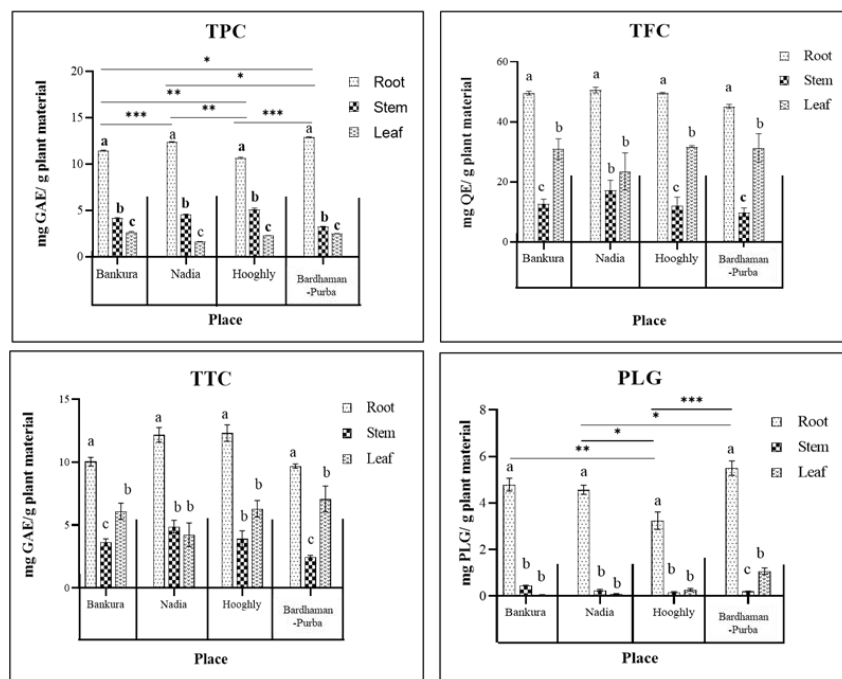 TPC
* 
*
**
***
**
***
Root
Stem
Leaf
mg GAE/ g plant material
20
15
10
5
0
a
b
c
a
b
c
a
b
c
a
b
c
Bankura
Nadia
Hooghly
Bardhaman
-Purba
Place
TFC
Root
Stem
Leaf
mg QE/ g plant material
60
40
20
0
a
c
b
a
b
b
a
c
b
a
c
b
Bankura
Nadia
Hooghly
Bardhaman
-Purba
Place
TTC
Root
Stem
Leaf
mg GAE/g plant material
15
10
5
0
a
c
b
a
b
b
a
b
b
a
b
b
Bankura
Nadia
Hooghly
Bardhaman
-Purba
Place
PLG
***
*
*
**
Root
Stem
Leaf
mg PLG/ g plant material
8
6
4
2
0
a
b
b
a
b
b
a
b
b
a
c
b
Bankura
Nadia
Hooghly
Bardhaman
-Purba
Place